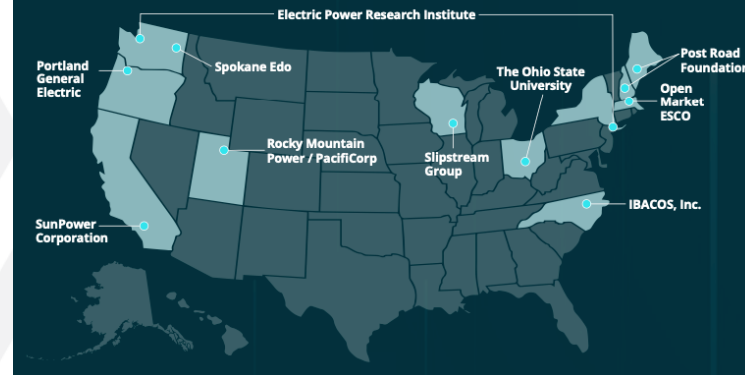 Electric Power Research Institute
Portland
General
Electric
Spokane Edo
The Ohio State
University
Post Road
Foundation
Open
Market
ESCO
Rocky Mountain
Power / PacifiCorp
Slipstream
Group
IBACOS, Inc.
SunPower
Corporation